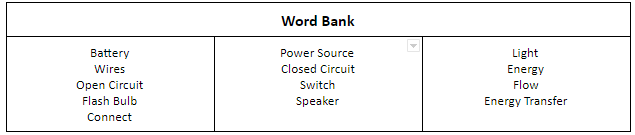 Word Bank
Battery
Wires
Open Circuit
Flash Bulb
Connect
Power Source
Closed Circuit
Switch
Speaker
Light
Energy
Flow
Energy Transfer